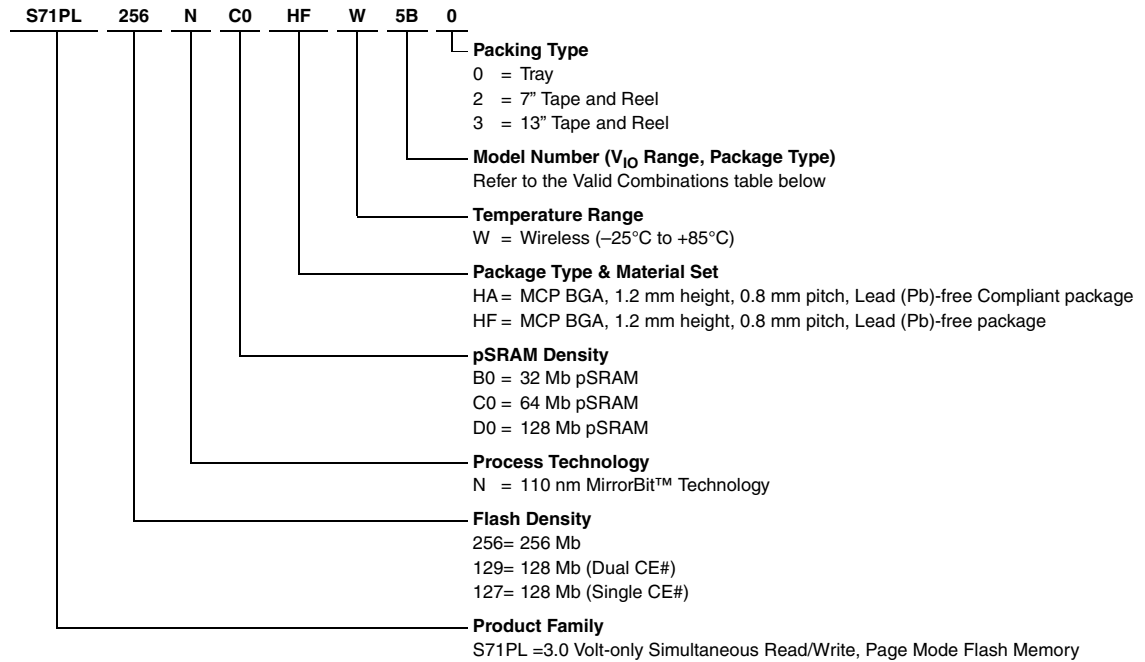 S71PL 256 N C0 HF W 5B 0
Packing Type
0 = Tray
2 = 7” Tape and Reel
3 = 13” Tape and Reel
Model Number (VIO Range, Package Type)
Refer to the Valid Combinations table below
Temperature Range
W = Wireless (–25°C to +85°C)
Package Type & Material Set
HA = MCP BGA, 1.2 mm height, 0.8 mm pitch, Lead (Pb)-free Compliant package
HF = MCP BGA, 1.2 mm height, 0.8 mm pitch, Lead (Pb)-free package
pSRAM Density
B0 = 32 Mb pSRAM
C0 = 64 Mb pSRAM
D0 = 128 Mb pSRAM
Process Technology
N = 110 nm MirrorBit™ Technology
Flash Density
256= 256 Mb
129= 128 Mb (Dual CE#)
127= 128 Mb (Single CE#)
Product Family
S71PL =3.0 Volt-only Simultaneous Read/Write, Page Mode Flash Memory